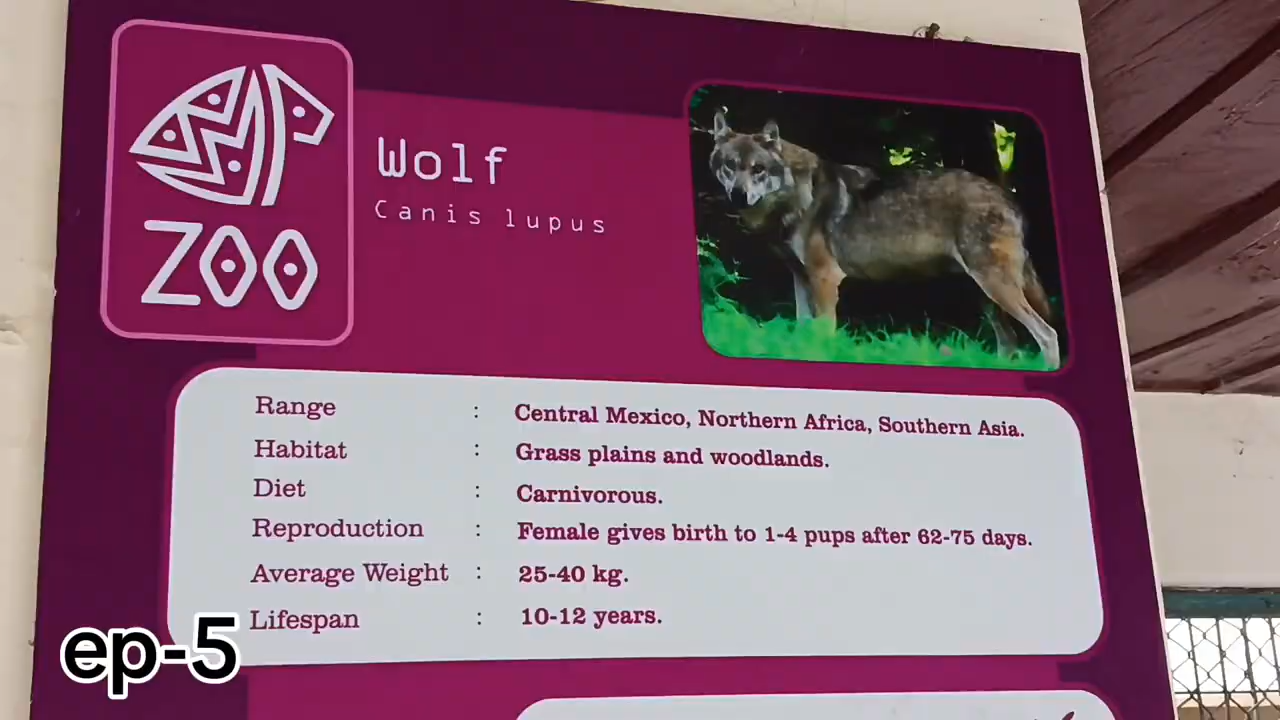 ZOO
Wolf
Canis lupus
Range : Central Mexico, Northern Africa, Southern Asia.
Habitat : Grass plains and woodlands.
Diet : Carnivorous.
Reproduction : Female gives birth to 1-4 pups after 62-75 days.
Average Weight : 25-40 kg.
Lifespan : 10-12 years.
ep-5